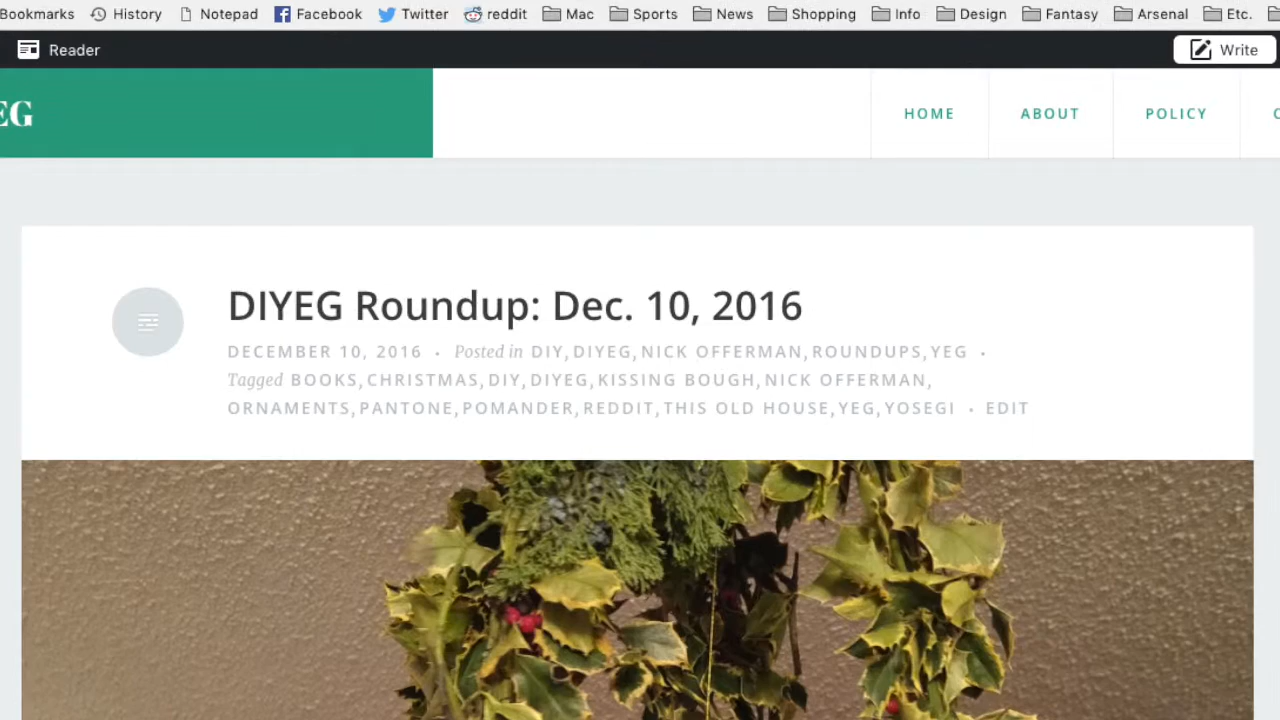 Bookmarks History Notepad Facebook Twitter reddit Mac Sports News Shopping Info Design Fantasy Arsenal Etc.
Reader Write
EG HOME ABOUT POLICY
DIYEG Roundup: Dec. 10, 2016
DECEMBER 10, 2016 · Posted in DIY, DIYEG, NICK OFFERMAN, ROUNDUPS, YEG ·
Tagged BOOKS, CHRISTMAS, DIY, DIYEG, KISSING BOUGH, NICK OFFERMAN,
ORNAMENTS, PANTONE, POMANDER, REDDIT, THIS OLD HOUSE, YEG, YOSEGI · EDIT